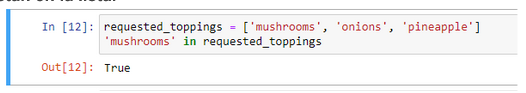 In [12]: requested_toppings = ['mushrooms', 'onions', 'pineapple']
'mushrooms' in requested_toppings
Out[12]: True